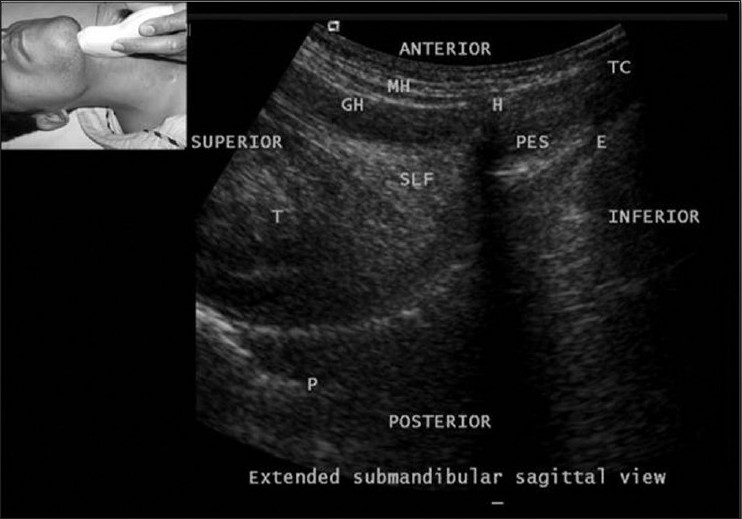 ANTERIOR
TC
MH
GH H
SUPERIOR PES E
SLF
T INFERIOR
P
POSTERIOR
Extended submandibular sagittal view